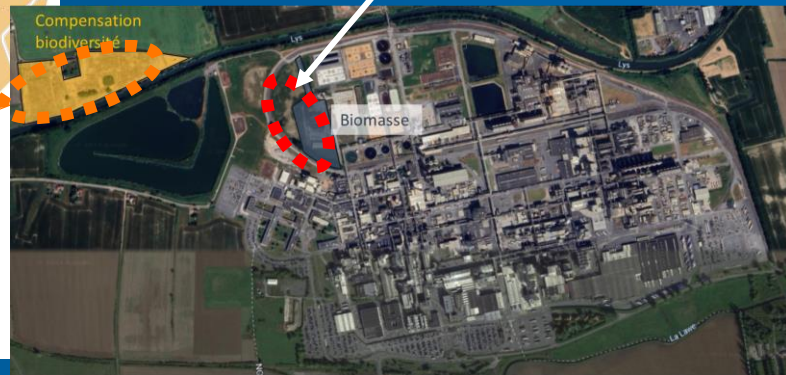 Compensation
biodiversité
Lys
Lys
Biomasse
La Lawe